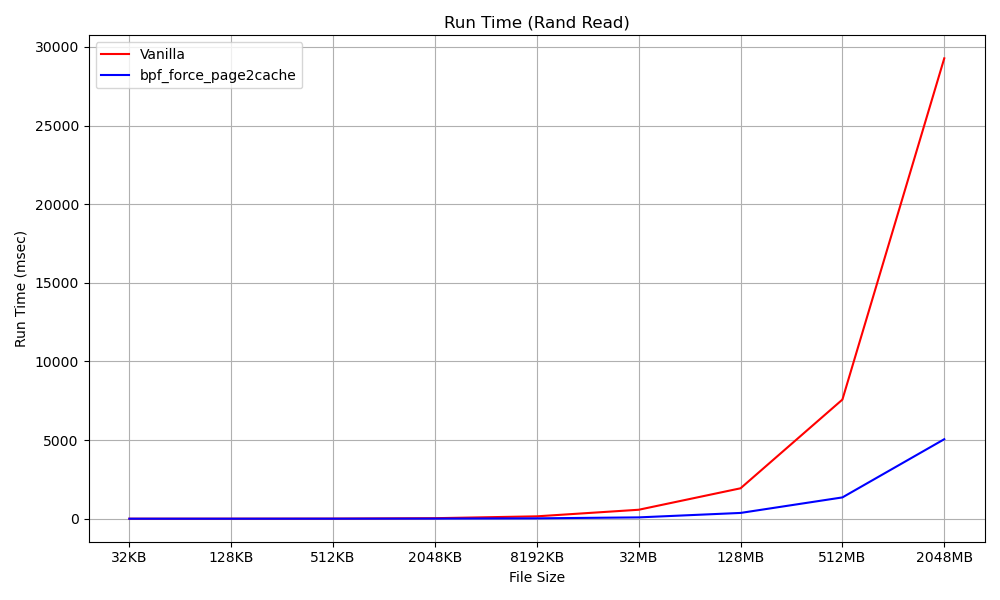 Run Time (Rand Read)
Vanilla
bpf_force_page2cache
Run Time (msec)
30000
25000
20000
15000
10000
5000
0
32KB 128KB 512KB 2048KB 8192KB 32MB 128MB 512MB 2048MB
File Size